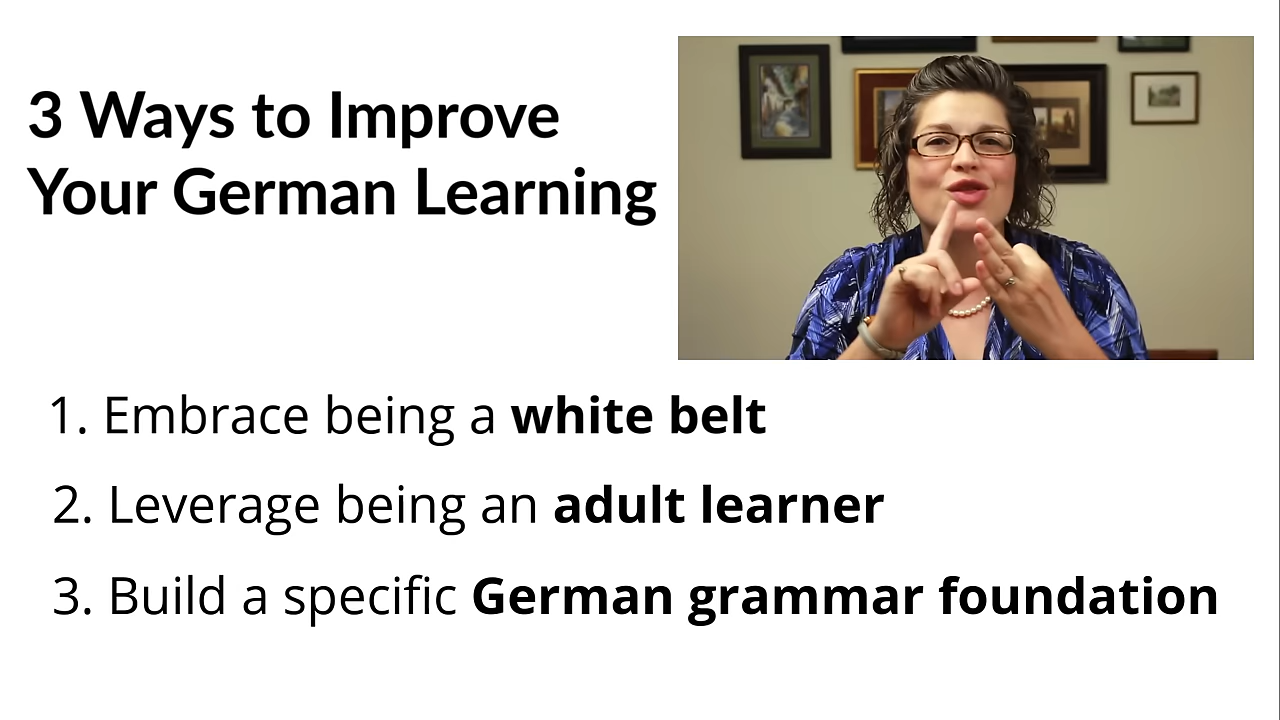 3 Ways to Improve
Your German Learning
1. Embrace being a white belt
2. Leverage being an adult learner
3. Build a specific German grammar foundation